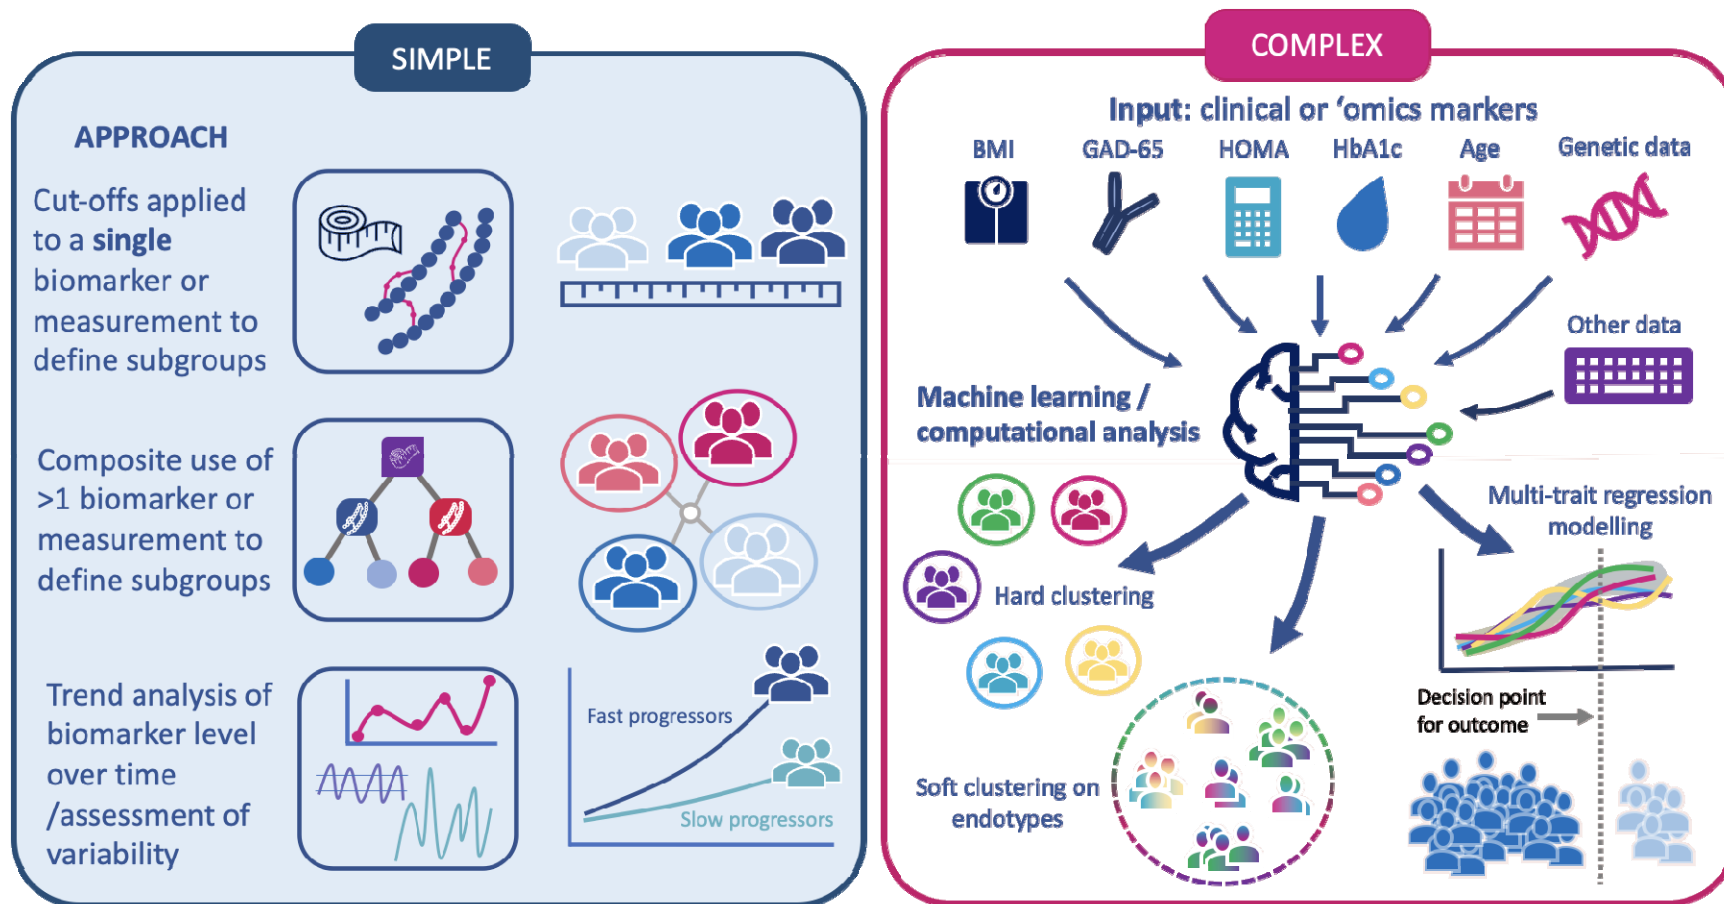 SIMPLE
APPROACH
Cut-offs applied
to a single
biomarker or
measurement to
define subgroups
Composite use of
>1 biomarker or
measurement to
define subgroups
Trend analysis of
biomarker level
over time
/assessment of
variability
Fast progressors
Slow progressors
COMPLEX
Input: clinical or ‘omics markers
BMI
GAD-65
HOMA
HbA1c
Age
Genetic data
Other data
Machine learning /
computational analysis
Hard clustering
Multi-trait regression
modelling
Decision point
for outcome
Soft clustering on
endotypes